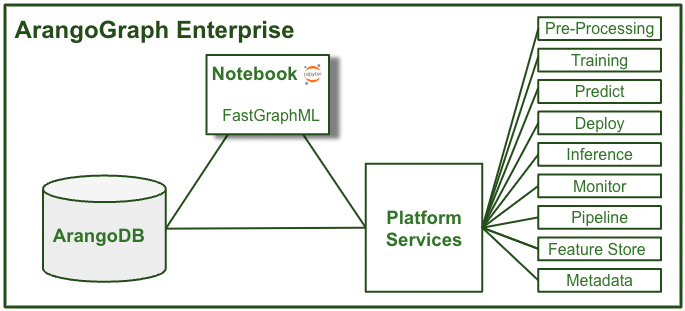 ArangoGraph Enterprise
Notebook
jupyter
FastGraphML
ArangoDB
Platform
Services
Pre-Processing
Training
Predict
Deploy
Inference
Monitor
Pipeline
Feature Store
Metadata